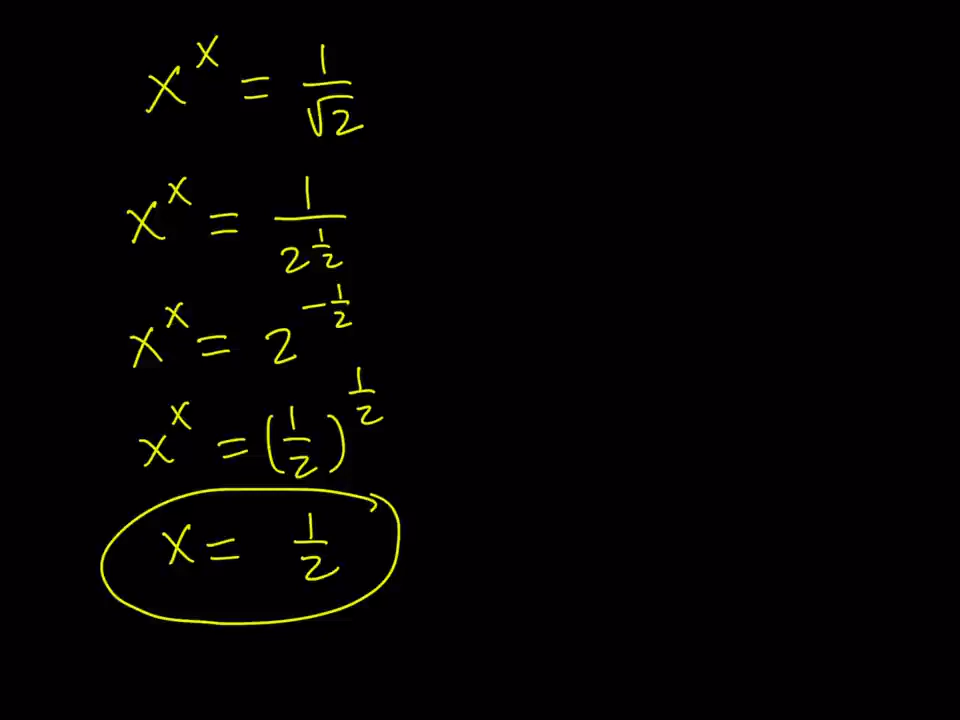 x^x = 1/√2
x^x = 1/2^(1/2)
x^x = 2^(-1/2)
x^x = (1/2)^(1/2)
x = 1/2